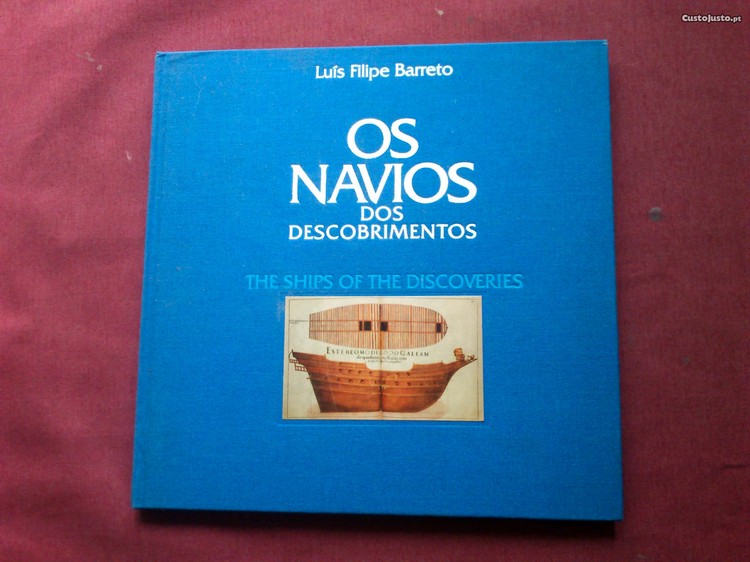 CustoJusto.pt
Luís Filipe Barreto
OS
NAVIOS
DOS
DESCOBRIMENTOS
THE SHIPS OF THE DISCOVERIES